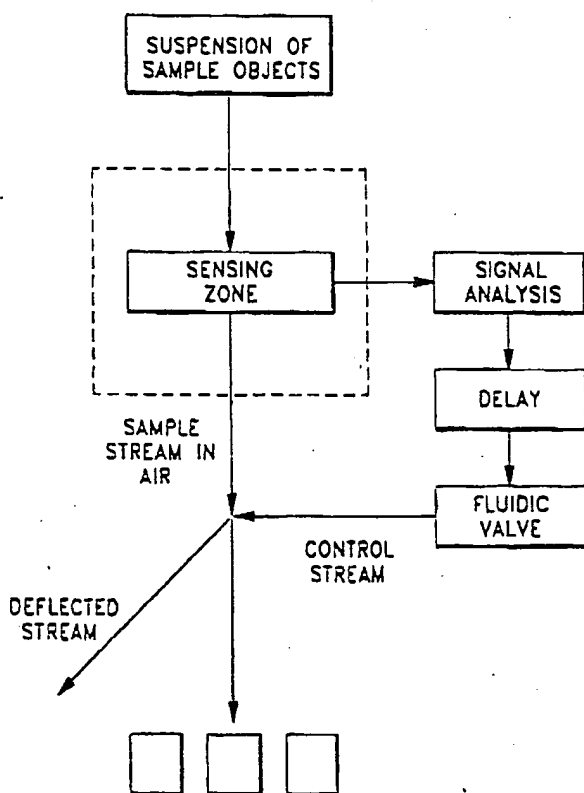 SUSPENSION OF
SAMPLE OBJECTS
SENSING
ZONE
SIGNAL
ANALYSIS
DELAY
SAMPLE
STREAM IN
AIR
FLUIDIC
VALVE
CONTROL
STREAM
DEFLECTED
STREAM